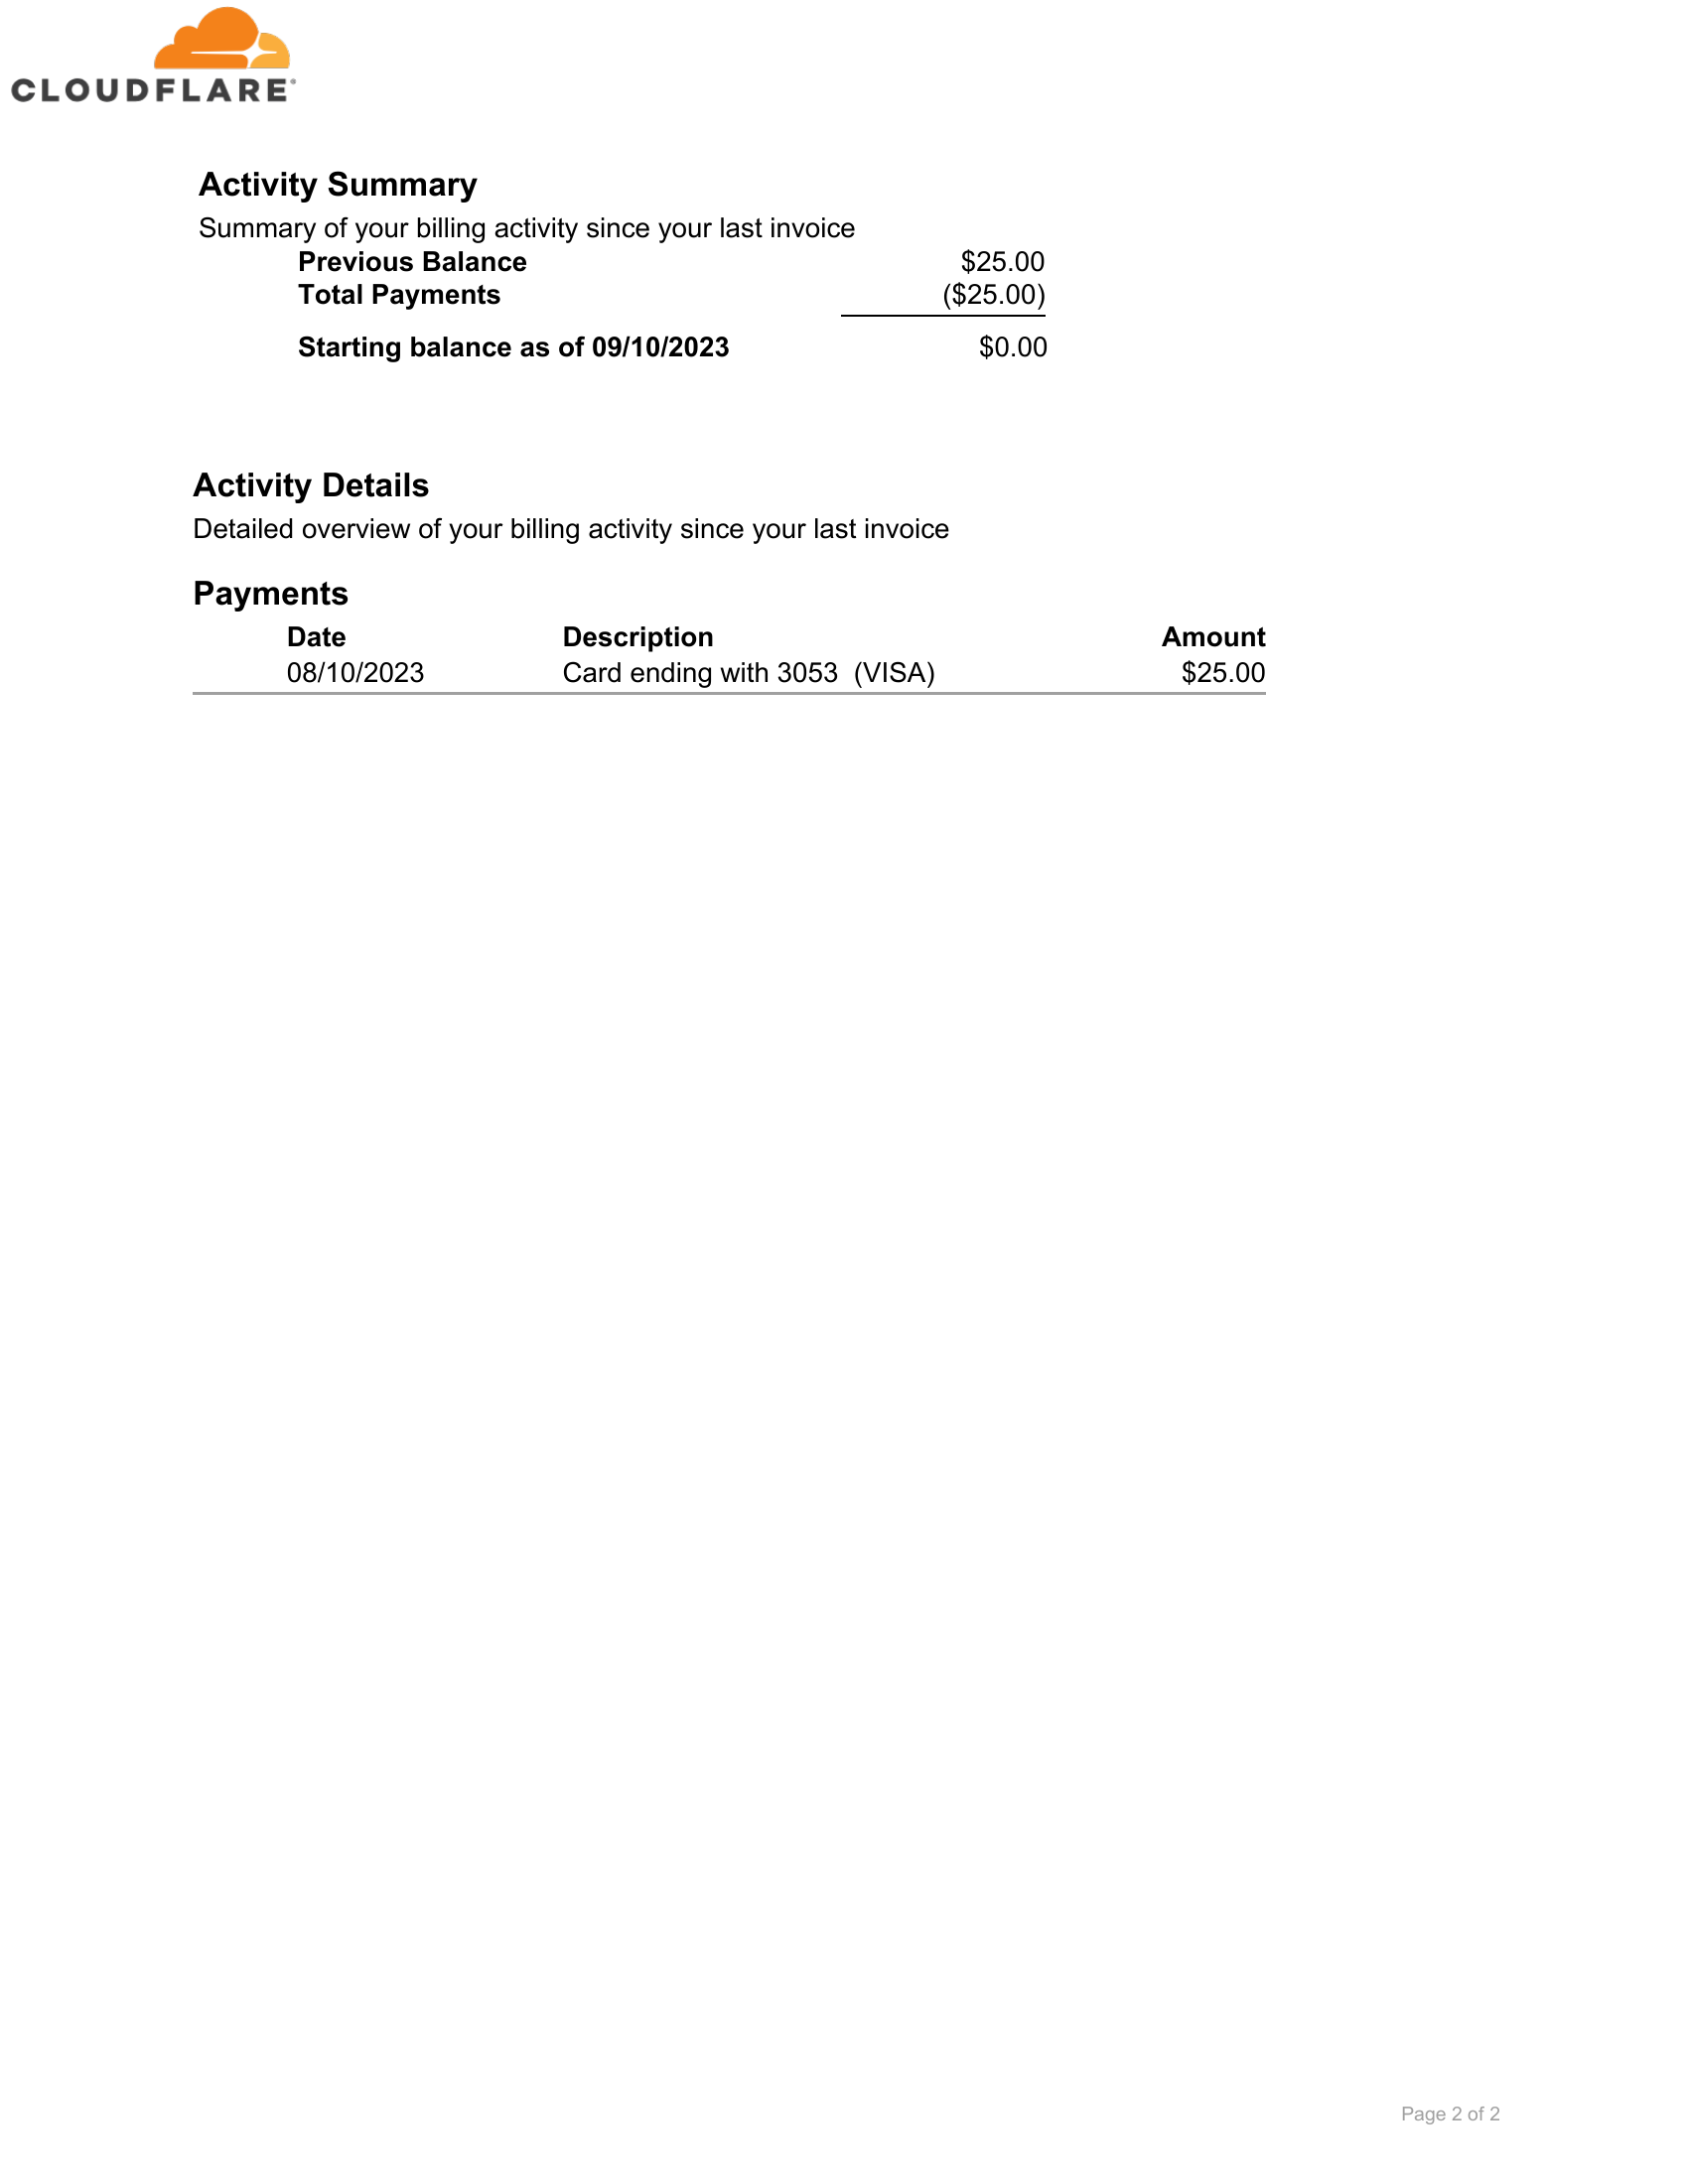 CLOUDFLARE
Activity Summary
Summary of your billing activity since your last invoice
Previous Balance $25.00
Total Payments ($25.00)
Starting balance as of 09/10/2023 $0.00
Activity Details
Detailed overview of your billing activity since your last invoice
Payments
Date Description Amount
08/10/2023 Card ending with 3053 (VISA) $25.00
Page 2 of 2